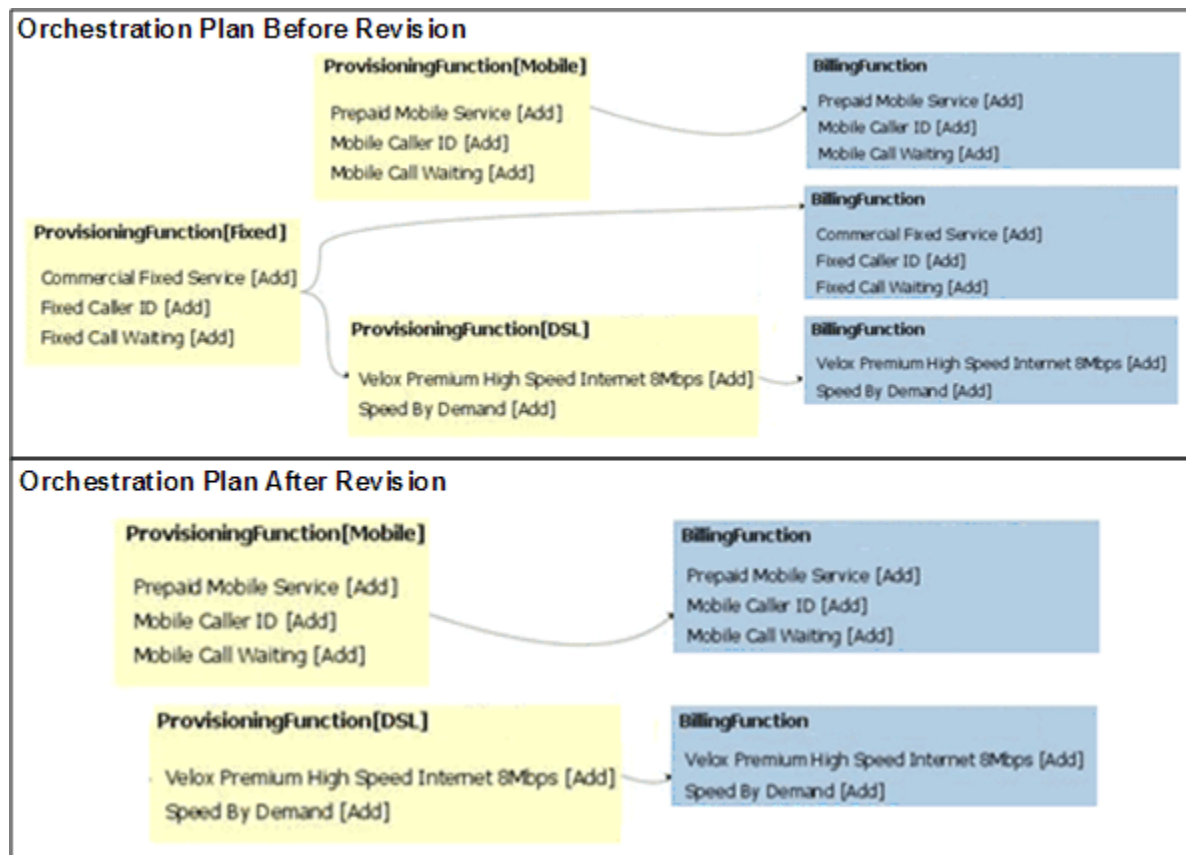 Orchestration Plan Before Revision
ProvisioningFunction[Mobile]
Prepaid Mobile Service [Add]
Mobile Caller ID [Add]
Mobile Call Waiting [Add]
BillingFunction
Prepaid Mobile Service [Add]
Mobile Caller ID [Add]
Mobile Call Waiting [Add]
ProvisioningFunction[Fixed]
Commercial Fixed Service [Add]
Fixed Caller ID [Add]
Fixed Call Waiting [Add]
BillingFunction
Commercial Fixed Service [Add]
Fixed Caller ID [Add]
Fixed Call Waiting [Add]
ProvisioningFunction[DSL]
Velox Premium High Speed Internet 8Mbps [Add]
Speed By Demand [Add]
BillingFunction
Velox Premium High Speed Internet 8Mbps [Add]
Speed By Demand [Add]
Orchestration Plan After Revision
ProvisioningFunction[Mobile]
Prepaid Mobile Service [Add]
Mobile Caller ID [Add]
Mobile Call Waiting [Add]
BillingFunction
Prepaid Mobile Service [Add]
Mobile Caller ID [Add]
Mobile Call Waiting [Add]
ProvisioningFunction[DSL]
Velox Premium High Speed Internet 8Mbps [Add]
Speed By Demand [Add]
BillingFunction
Velox Premium High Speed Internet 8Mbps [Add]
Speed By Demand [Add]